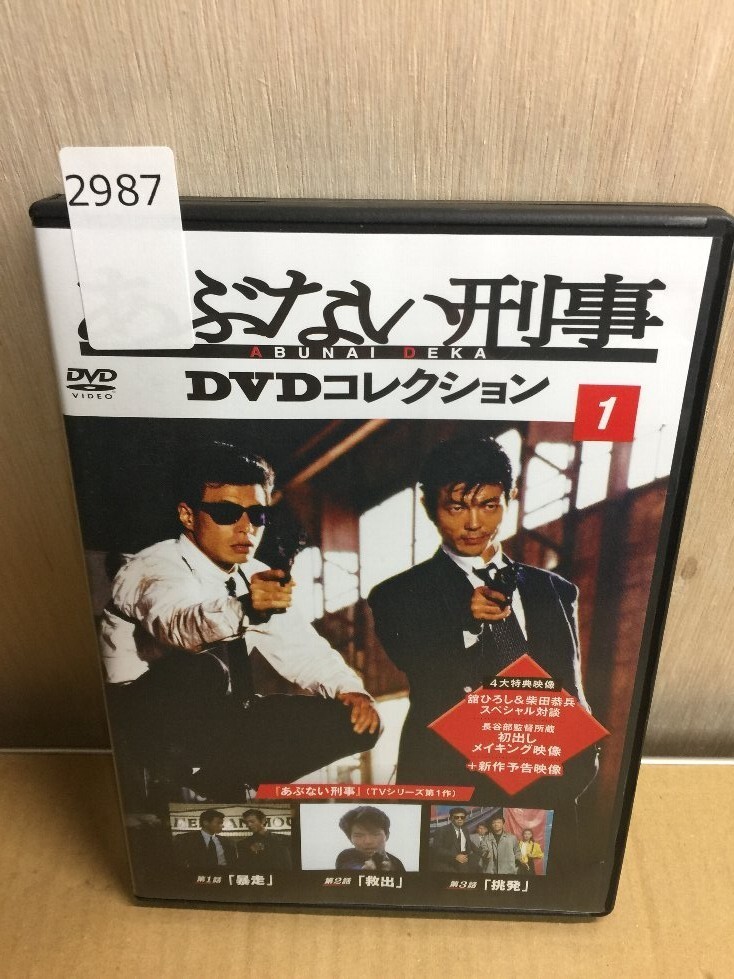 2987
あぶない刑事
ABUNAI DEKA
DVD
VIDEO
DVDコレクション
1
4大特典映像
舘ひろし&柴田恭兵
スペシャル対談
長谷部監督所蔵
初出し
メイキング映像
+新作予告映像
『あぶない刑事』(TVシリーズ第1作)
第1話「暴走」
第2話「救出」
第3話「挑発」